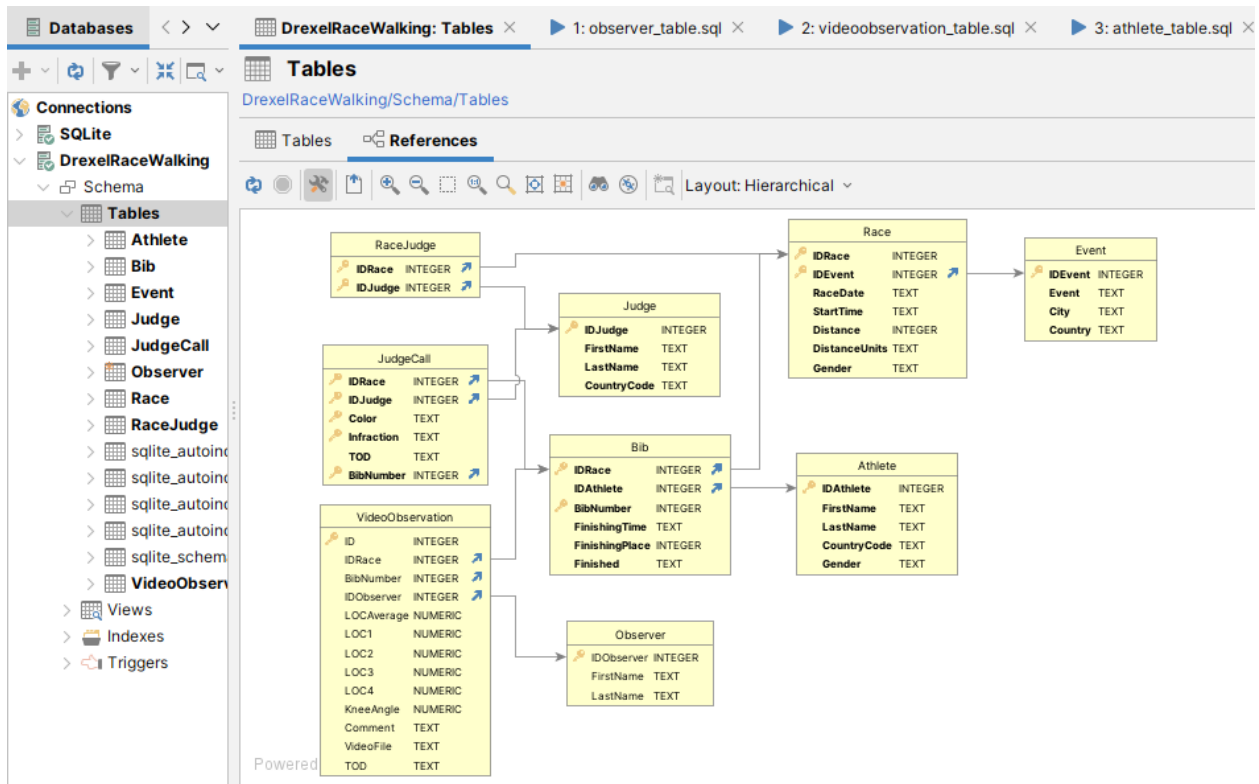 Databases
DrexelRaceWalking: Tables
1: observer_table.sql
2: videoobservation_table.sql
3: athlete_table.sql
Tables
DrexelRaceWalking/Schema/Tables
Tables
References
Layout: Hierarchical
Connections
SQLite
DrexelRaceWalking
Schema
Tables
Athlete
Bib
Event
Judge
JudgeCall
Observer
Race
RaceJudge
sqlite_autoind
sqlite_autoind
sqlite_autoind
sqlite_autoind
sqlite_schem
VideoObserv
Views
Indexes
Triggers
RaceJudge
IDRace INTEGER
IDJudge INTEGER
JudgeCall
IDRace INTEGER
IDJudge INTEGER
Color TEXT
Infraction TEXT
TOD TEXT
BibNumber INTEGER
VideoObservation
ID INTEGER
IDRace INTEGER
BibNumber INTEGER
IDObserver INTEGER
LOCAverage NUMERIC
LOC1 NUMERIC
LOC2 NUMERIC
LOC3 NUMERIC
LOC4 NUMERIC
KneeAngle NUMERIC
Comment TEXT
VideoFile TEXT
TOD TEXT
Judge
IDJudge INTEGER
FirstName TEXT
LastName TEXT
CountryCode TEXT
Bib
IDRace INTEGER
IDAthlete INTEGER
BibNumber INTEGER
FinishingTime TEXT
FinishingPlace INTEGER
Finished TEXT
Observer
IDObserver INTEGER
FirstName TEXT
LastName TEXT
Race
IDRace INTEGER
IDEvent INTEGER
RaceDate TEXT
StartTime TEXT
Distance INTEGER
DistanceUnits TEXT
Gender TEXT
Athlete
IDAthlete INTEGER
FirstName TEXT
LastName TEXT
CountryCode TEXT
Gender TEXT
Event
IDEvent INTEGER
Event TEXT
City TEXT
Country TEXT
Powered